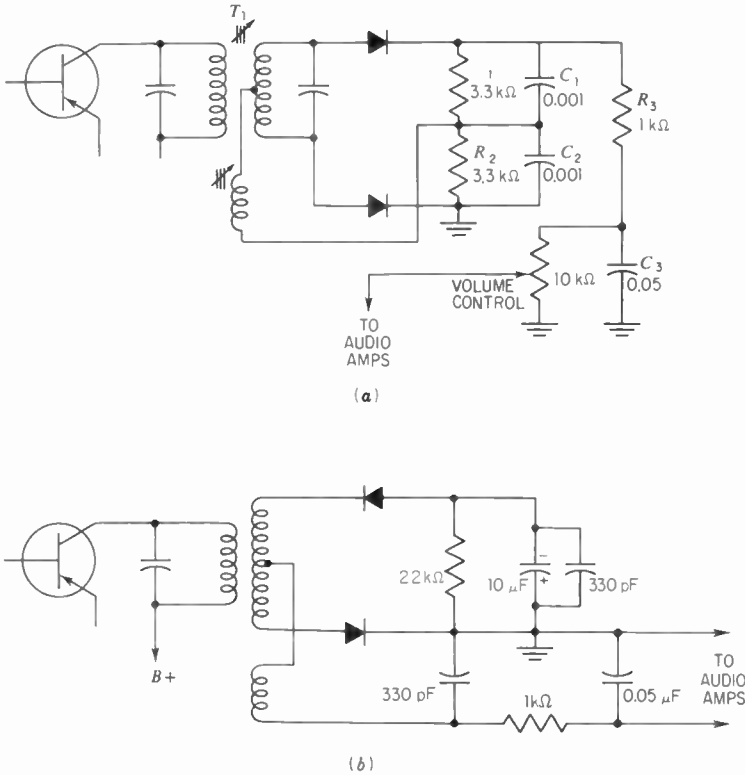 T1
1
3.3 kΩ
C1
0.001
R3
1 kΩ
R2
3.3 kΩ
C2
0.001
VOLUME
CONTROL
10 kΩ
C3
0.05
TO
AUDIO
AMPS
(a)
22kΩ
10 μF
-
+
330 pF
B+
330 pF
1kΩ
0.05 μF
TO
AUDIO
AMPS
(b)